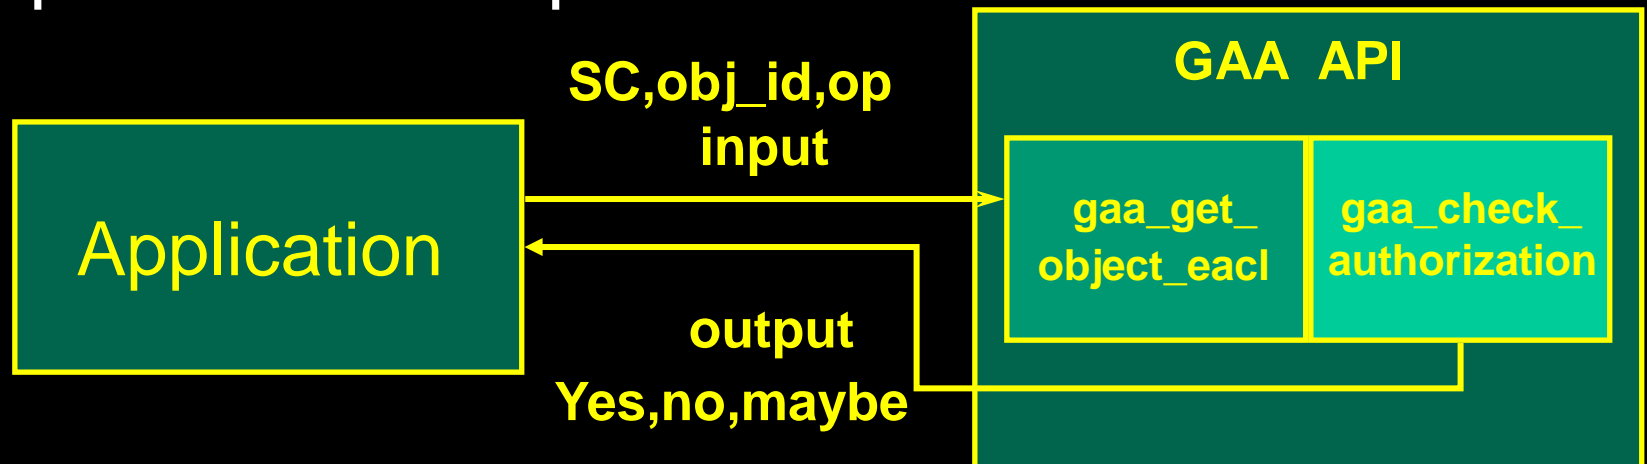 GAA API
SC,obj_id,op
input
Application
gaa_get_
object_eacl
gaa_check_
authorization
output
Yes,no,maybe